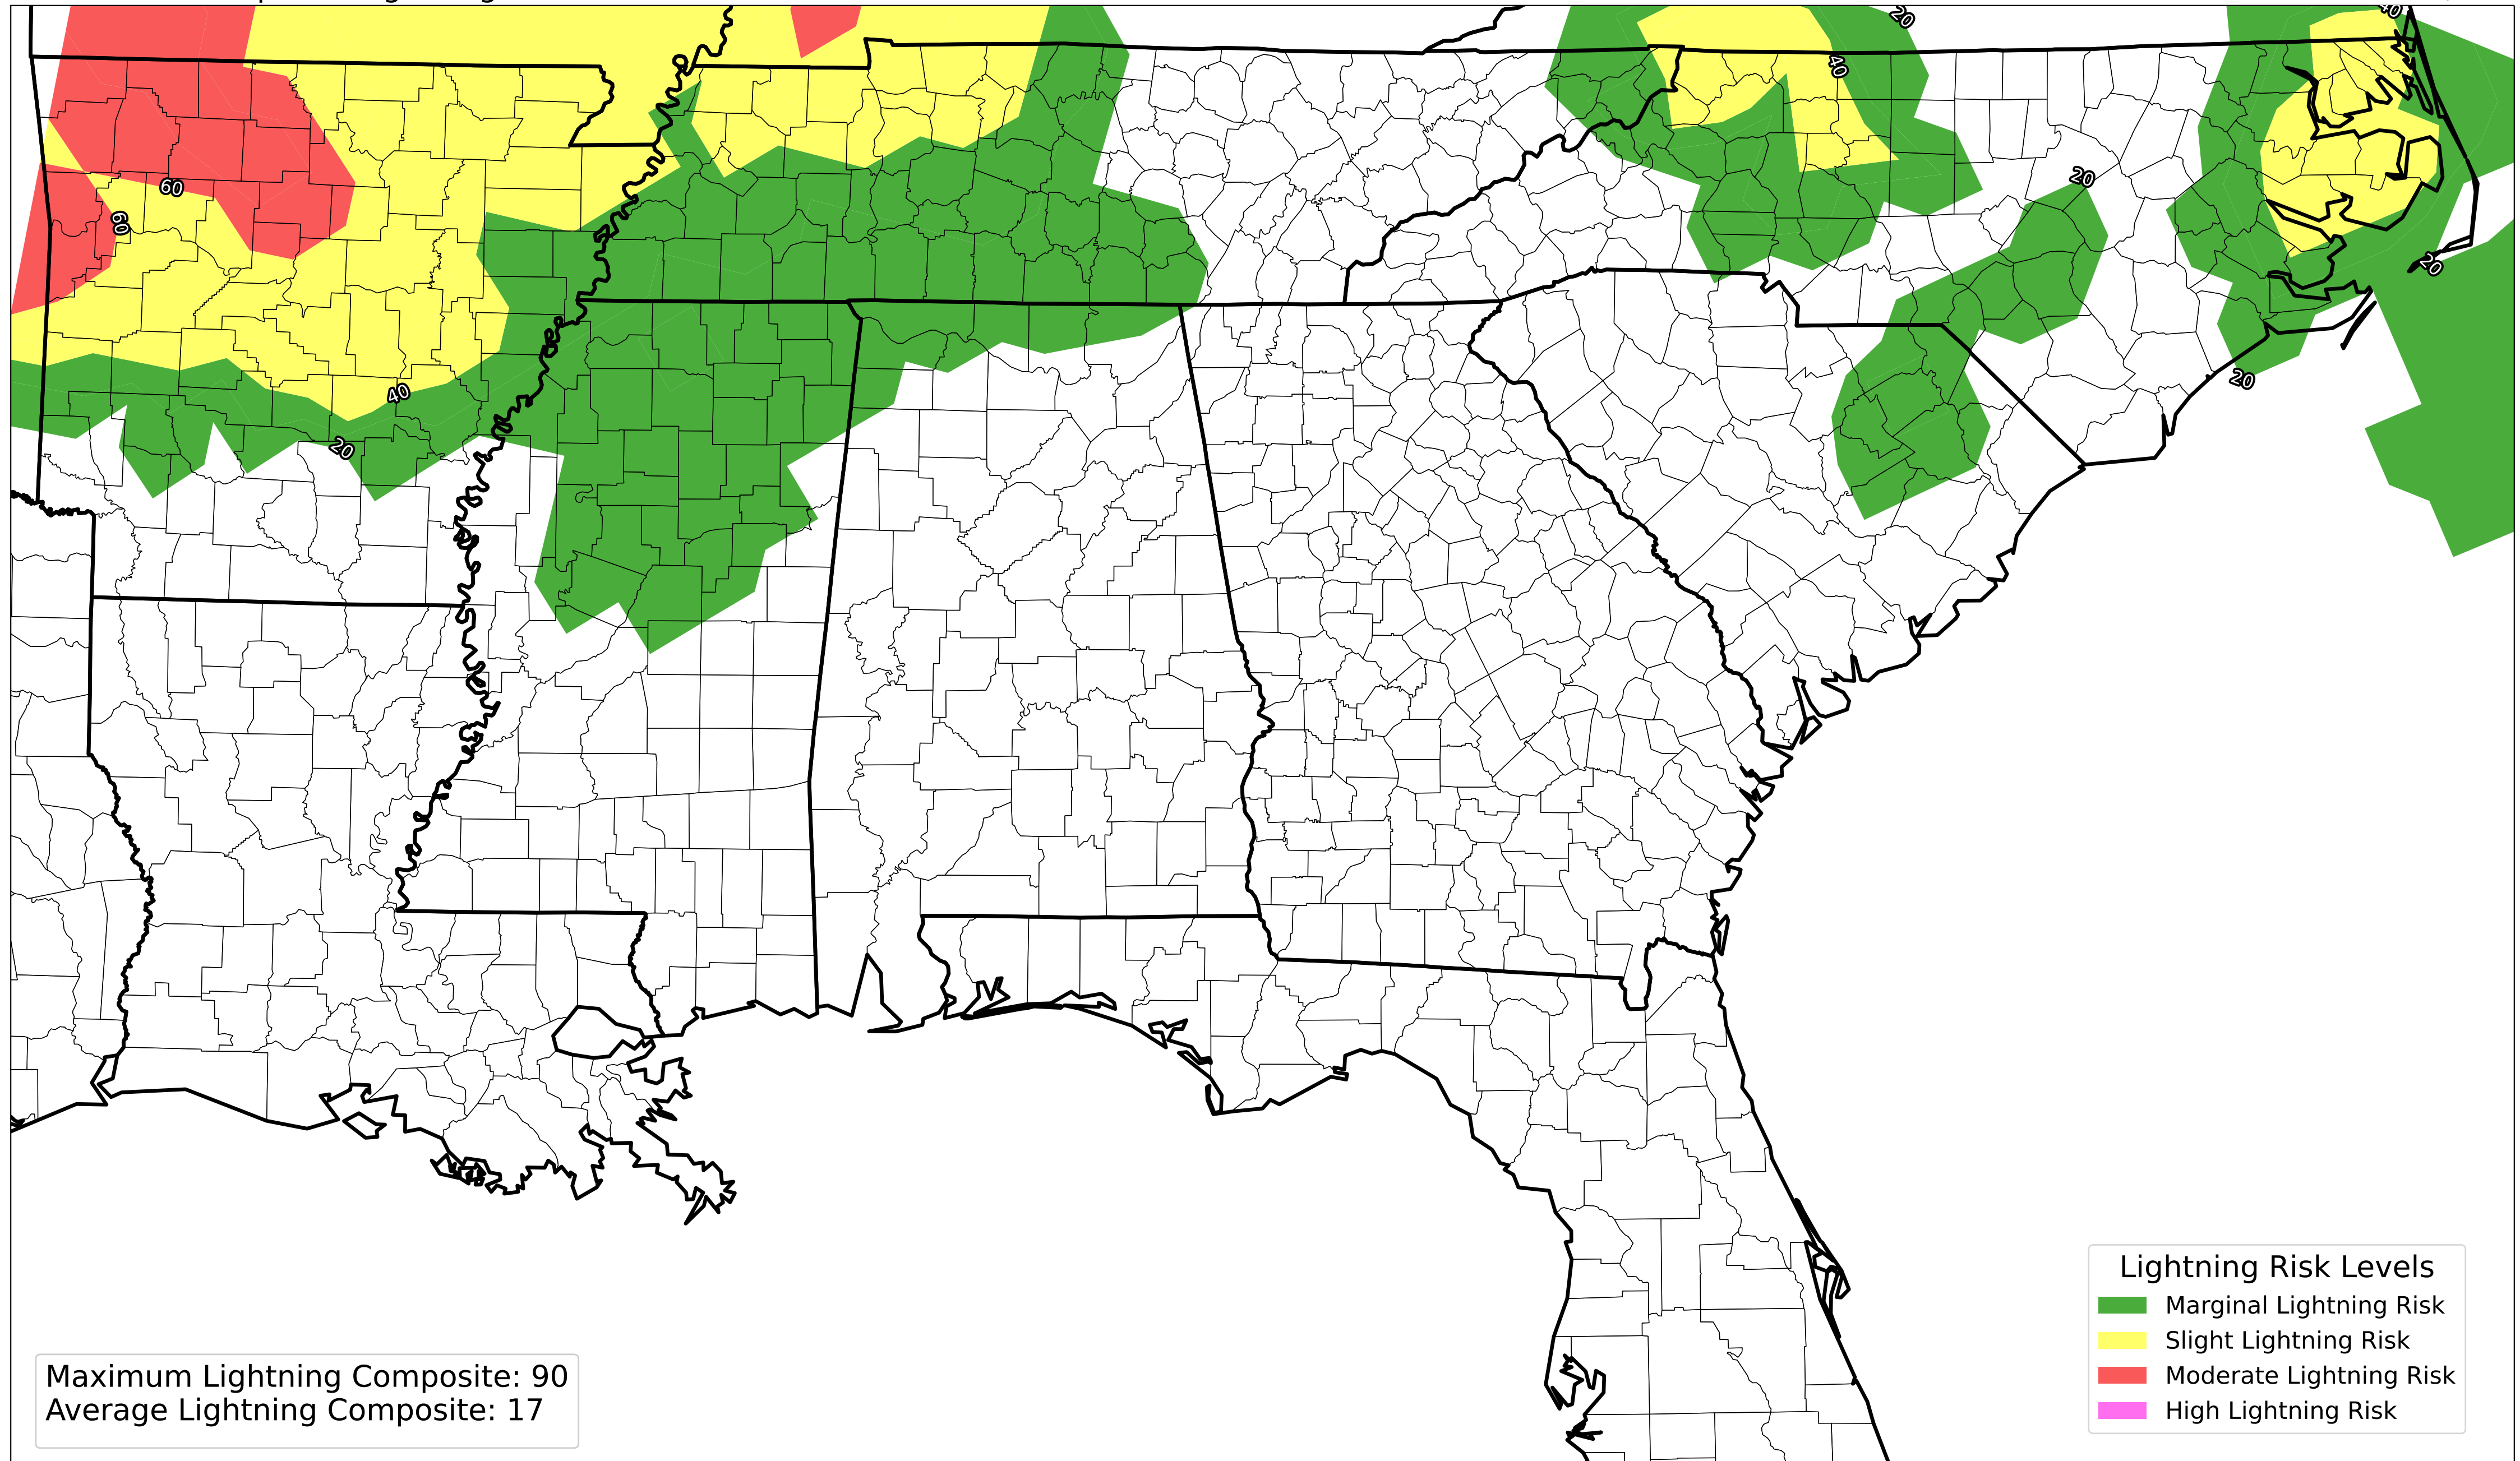 20
40
40
20
60
60
20
20
40
20
20
Lightning Risk Levels
Marginal Lightning Risk
Slight Lightning Risk
Moderate Lightning Risk
High Lightning Risk
Maximum Lightning Composite: 90
Average Lightning Composite: 17